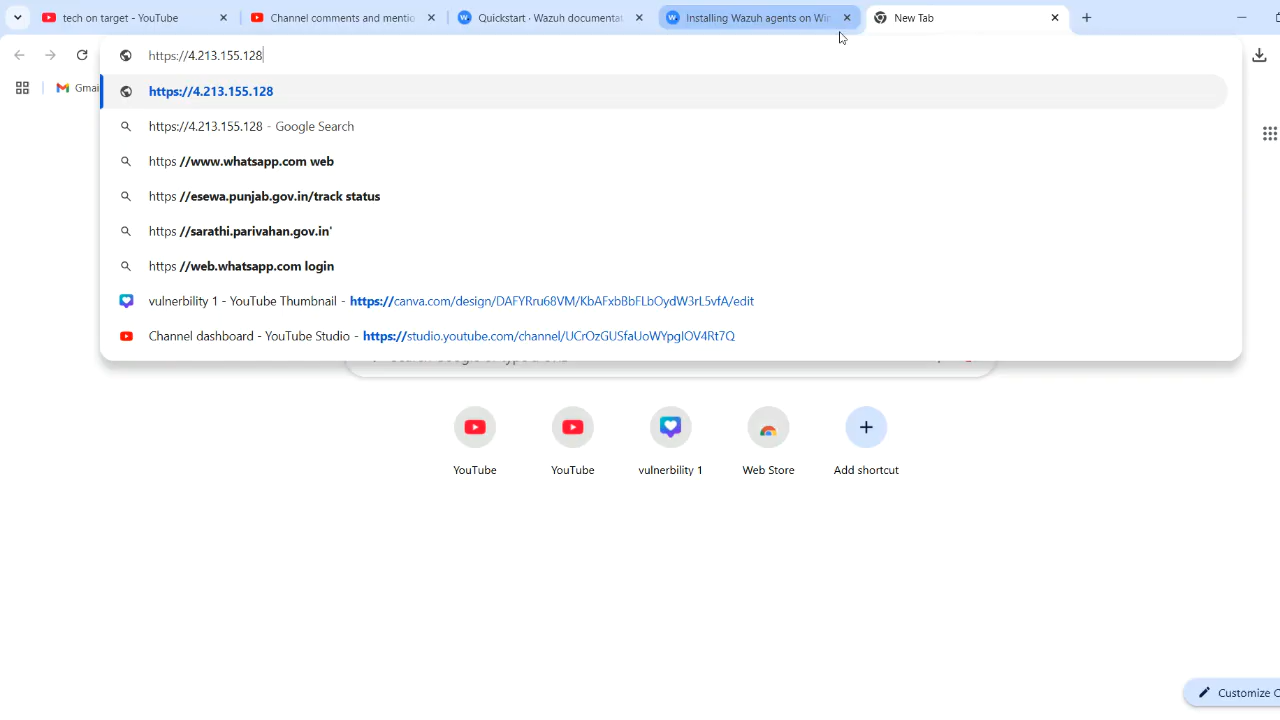 tech on target - YouTube
Channel comments and mentio
Quickstart · Wazuh documentat
Installing Wazuh agents on Win
New Tab
https://4.213.155.128
Gmai
https://4.213.155.128
https://4.213.155.128 - Google Search
https //www.whatsapp.com web
https //esewa.punjab.gov.in/track status
https //sarathi.parivahan.gov.in'
https //web.whatsapp.com login
vulnerbility 1 - YouTube Thumbnail - https://canva.com/design/DAFYRru68VM/KbAFxbBbFLbOydW3rL5vfA/edit
Channel dashboard - YouTube Studio - https://studio.youtube.com/channel/UCrOzGUSfaUoWYpgIOV4Rt7Q
YouTube
YouTube
vulnerbility 1
Web Store
Add shortcut
Customize C